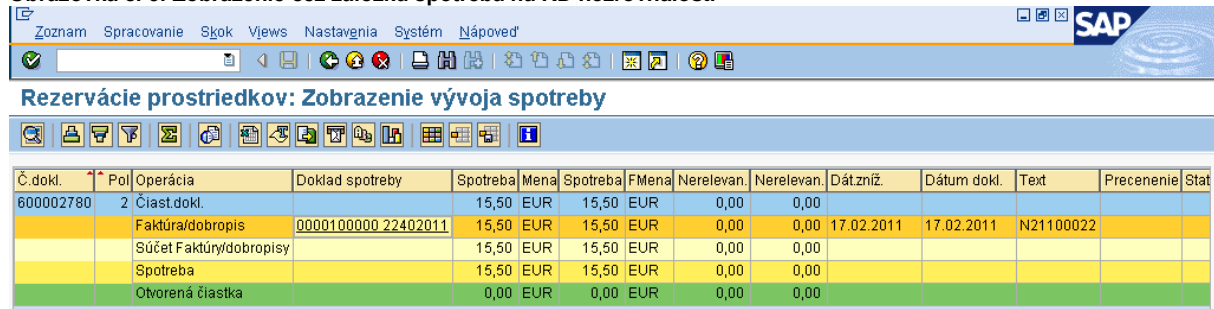 Zoznam Spracovanie Skok Views Nastavenia Systém Nápoveď
SAP
Rezervácie prostriedkov: Zobrazenie vývoja spotreby
Č.dokl. Pol Operácia Doklad spotreby Spotreba Mena Spotreba FMena Nerelevan. Nerelevan. Dát.zníž. Dátum dokl. Text Precenenie Stat
600002780 2 Čiast.dokl. 15,50 EUR 15,50 EUR 0,00 0,00
Faktúra/dobropis 0000100000 22402011 15,50 EUR 15,50 EUR 0,00 0,00 17.02.2011 17.02.2011 N21100022
Súčet Faktúry/dobropisy 15,50 EUR 15,50 EUR 0,00 0,00
Spotreba 15,50 EUR 15,50 EUR 0,00 0,00
Otvorená čiastka 0,00 EUR 0,00 EUR 0,00 0,00